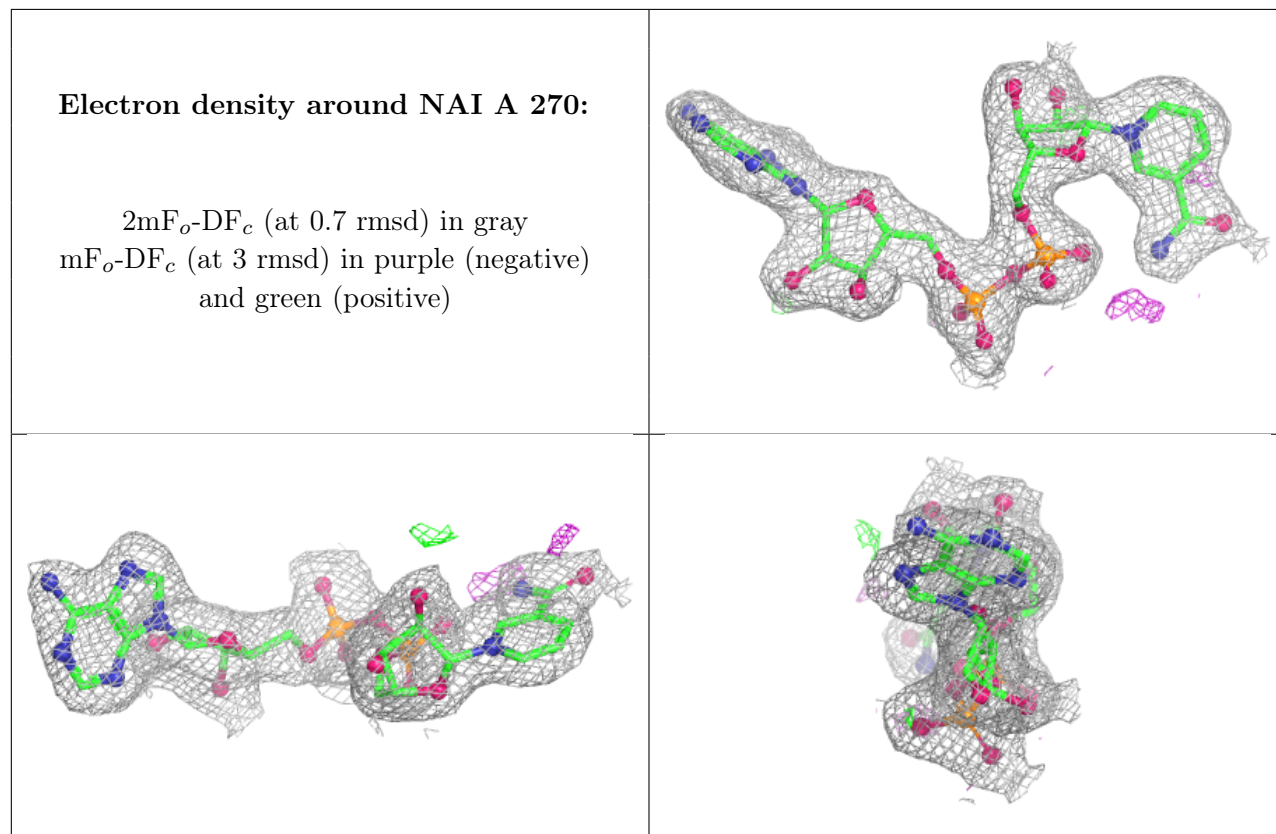 Electron density around NAI A 270:
2mFo-DFc (at 0.7 rmsd) in gray
mFo-DFc (at 3 rmsd) in purple (negative)
and green (positive)